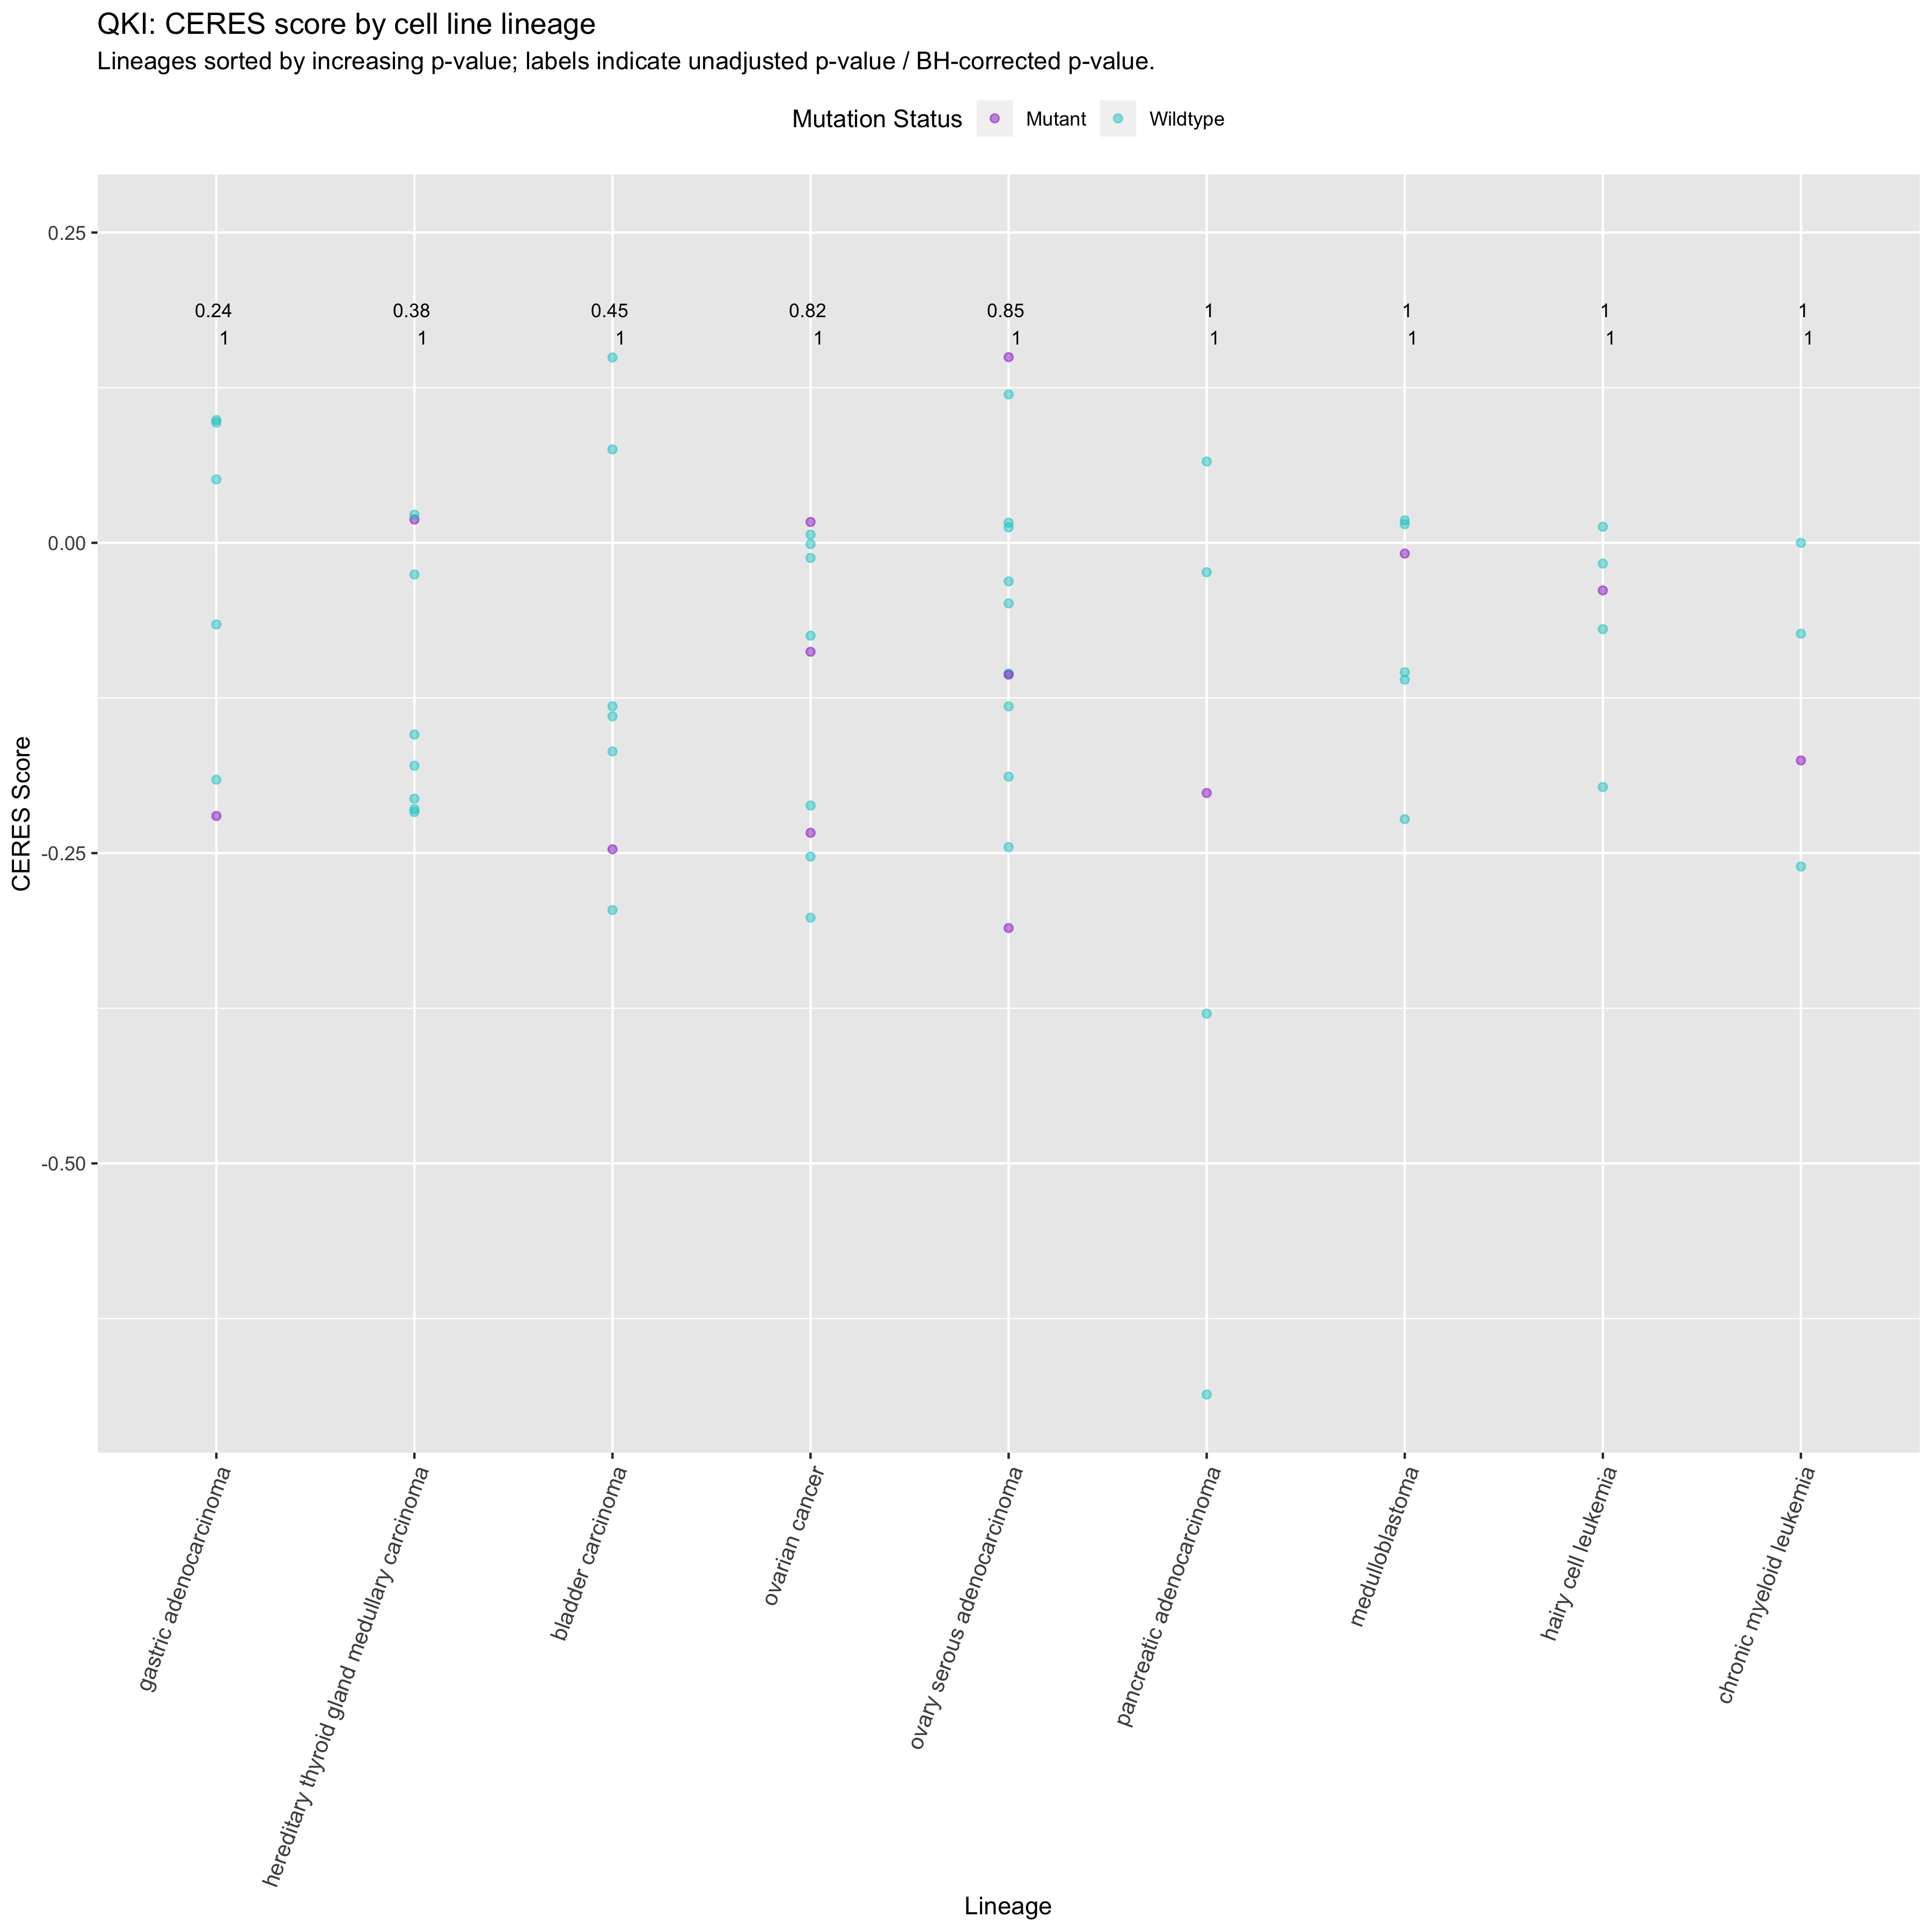 QKI: CERES score by cell line lineage
Lineages sorted by increasing p-value; labels indicate unadjusted p-value / BH-corrected p-value.
Mutation Status Mutant Wildtype
0.25
0.24 0.38 0.45 0.82 0.85 1 1 1 1
1 1 1 1 1 1 1 1 1
0.00
-0.25
-0.50
CERES Score
gastric adenocarcinoma
hereditary thyroid gland medullary carcinoma
bladder carcinoma
ovarian cancer
ovary serous adenocarcinoma
pancreatic adenocarcinoma
medulloblastoma
hairy cell leukemia
chronic myeloid leukemia
Lineage